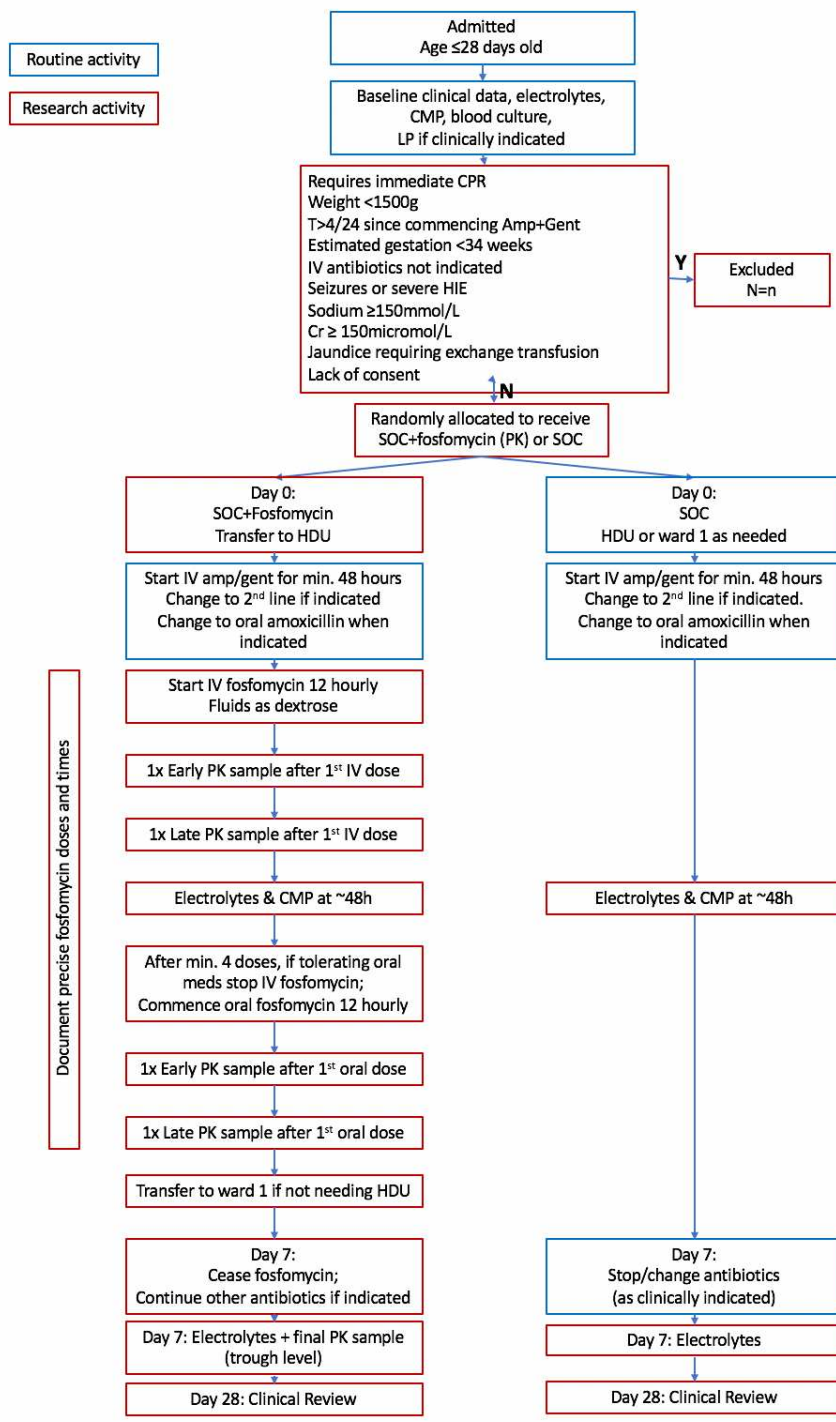 Admitted
Age ≤28 days old
Routine activity
Research activity
Baseline clinical data, electrolytes,
CMP, blood culture,
LP if clinically indicated
Requires immediate CPR
Weight <1500g
T>4/24 since commencing Amp+Gent
Estimated gestation <34 weeks
IV antibiotics not indicated
Seizures or severe HIE
Sodium ≥150mmol/L
Cr ≥ 150micromol/L
Jaundice requiring exchange transfusion
Lack of consent
Y
Excluded
N=n
N
Randomly allocated to receive
SOC+fosfomycin (PK) or SOC
Day 0:
SOC+Fosfomycin
Transfer to HDU
Start IV amp/gent for min. 48 hours
Change to 2nd line if indicated
Change to oral amoxicillin when
indicated
Document precise fosfomycin doses and times
Start IV fosfomycin 12 hourly
Fluids as dextrose
1x Early PK sample after 1st IV dose
1x Late PK sample after 1st IV dose
Electrolytes & CMP at ~48h
After min. 4 doses, if tolerating oral
meds stop IV fosfomycin;
Commence oral fosfomycin 12 hourly
1x Early PK sample after 1st oral dose
1x Late PK sample after 1st oral dose
Transfer to ward 1 if not needing HDU
Day 7:
Cease fosfomycin;
Continue other antibiotics if indicated
Day 7: Electrolytes + final PK sample
(trough level)
Day 28: Clinical Review
Day 0:
SOC
HDU or ward 1 as needed
Start IV amp/gent for min. 48 hours
Change to 2nd line if indicated.
Change to oral amoxicillin when
indicated
Electrolytes & CMP at ~48h
Day 7:
Stop/change antibiotics
(as clinically indicated)
Day 7: Electrolytes
Day 28: Clinical Review